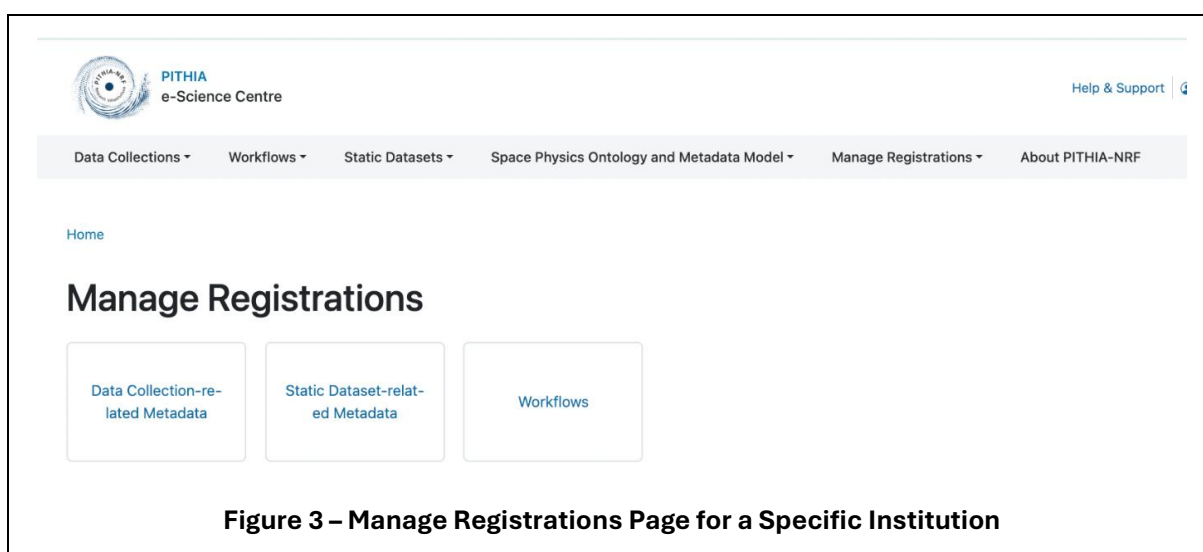 PITHIA
e-Science Centre
Help & Support
Data Collections Workflows Static Datasets Space Physics Ontology and Metadata Model Manage Registrations About PITHIA-NRF
Home
Manage Registrations
Data Collection-re-
lated Metadata
Static Dataset-relat-
ed Metadata
Workflows
Figure 3 – Manage Registrations Page for a Specific Institution